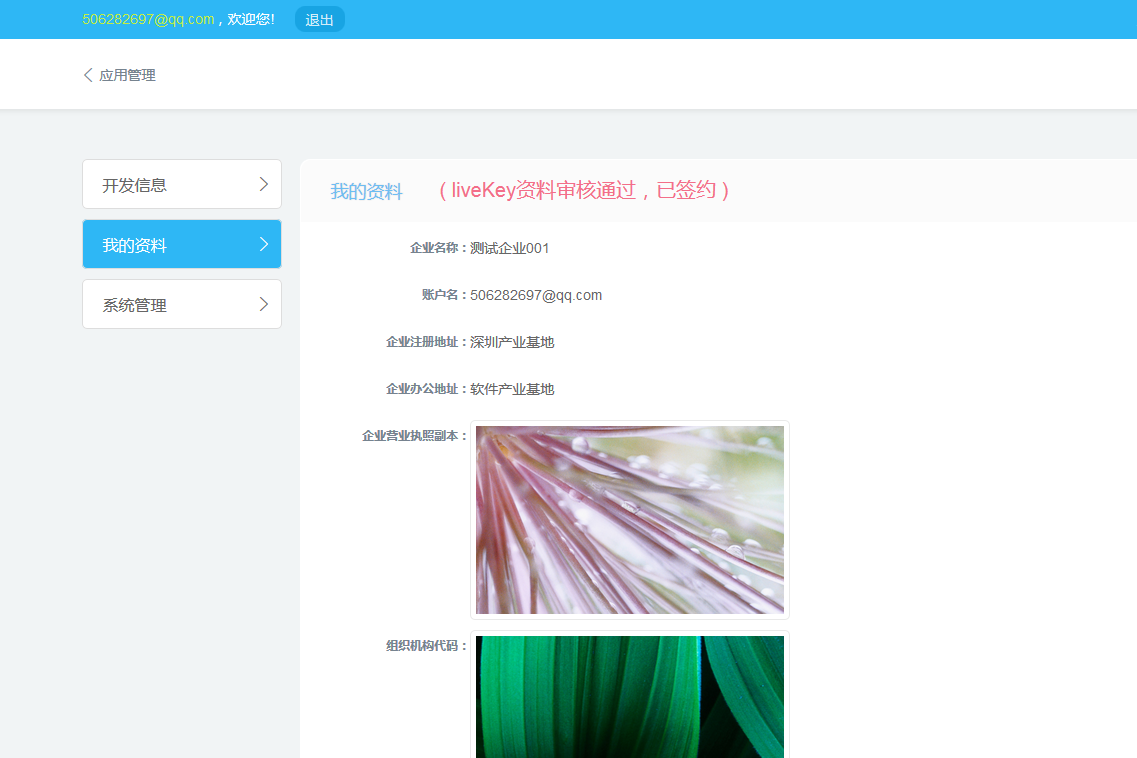 506282697@qq.com，欢迎您! 退出
应用管理
开发信息
我的资料
系统管理
我的资料 （liveKey资料审核通过，已签约）
企业名称：测试企业001
账户名：506282697@qq.com
企业注册地址：深圳产业基地
企业办公地址：软件产业基地
企业营业执照副本：
组织机构代码：